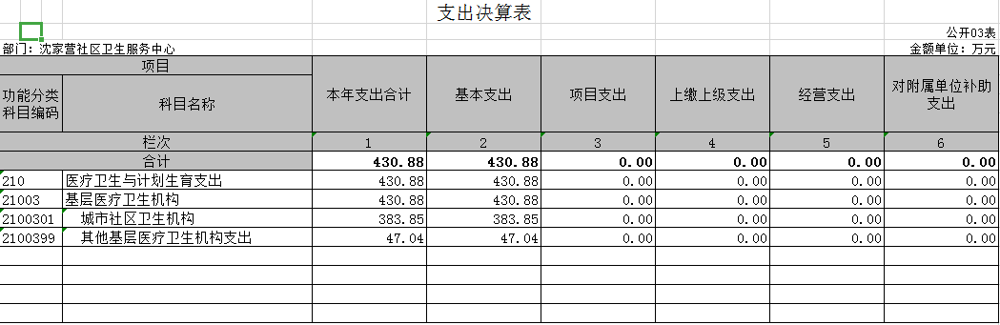 支出决算表
公开03表
部门：沈家营社区卫生服务中心 金额单位：万元
项目 本年支出合计 基本支出 项目支出 上缴上级支出 经营支出 对附属单位补助支出
功能分类科目编码 科目名称
栏次 1 2 3 4 5 6
合计 430.88 430.88 0.00 0.00 0.00 0.00
210 医疗卫生与计划生育支出 430.88 430.88 0.00 0.00 0.00 0.00
21003 基层医疗卫生机构 430.88 430.88 0.00 0.00 0.00 0.00
2100301 城市社区卫生机构 383.85 383.85 0.00 0.00 0.00 0.00
2100399 其他基层医疗卫生机构支出 47.04 47.04 0.00 0.00 0.00 0.00